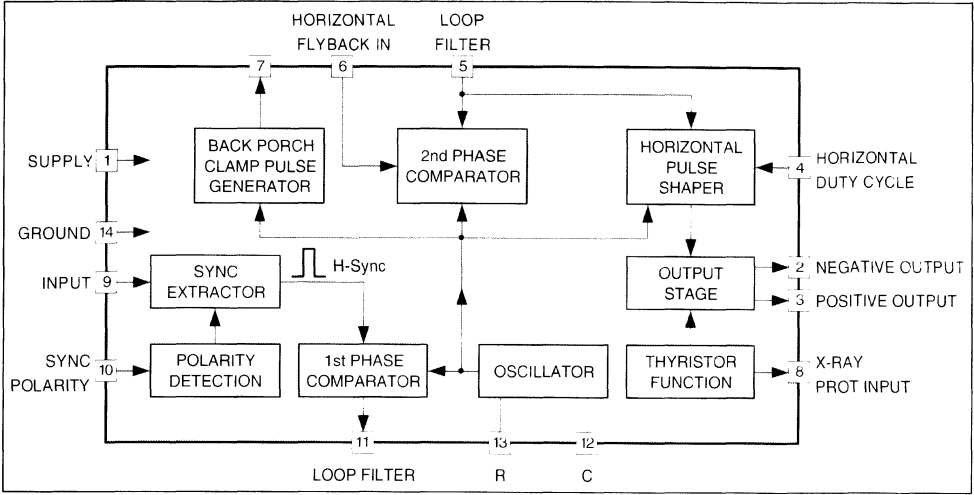 HORIZONTAL
FLYBACK IN
LOOP
FILTER
7
6
5
SUPPLY 1
BACK PORCH
CLAMP PULSE
GENERATOR
2nd PHASE
COMPARATOR
HORIZONTAL
PULSE
SHAPER
4 HORIZONTAL
DUTY CYCLE
GROUND 14
INPUT 9
SYNC
EXTRACTOR
H-Sync
OUTPUT
STAGE
2 NEGATIVE OUTPUT
3 POSITIVE OUTPUT
SYNC
POLARITY
10
POLARITY
DETECTION
1st PHASE
COMPARATOR
OSCILLATOR
THYRISTOR
FUNCTION
8
X-RAY
PROT INPUT
11
13
12
LOOP FILTER
R
C